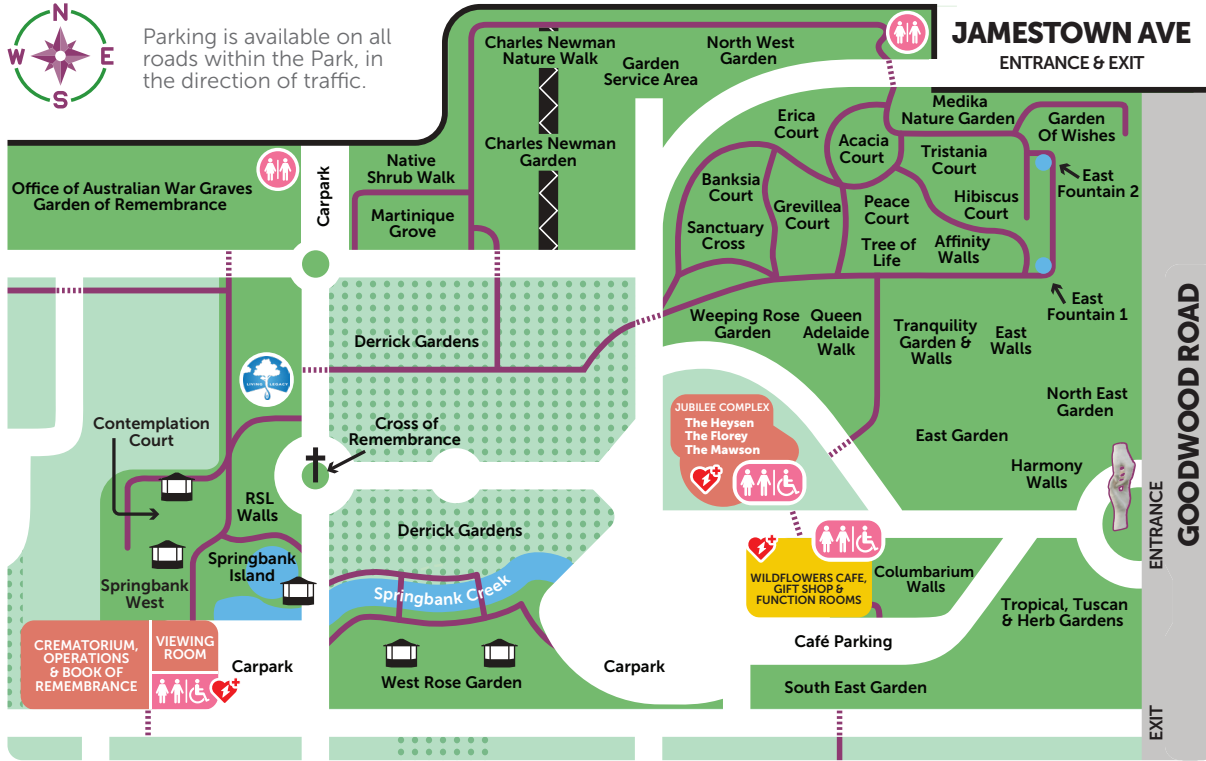 N
W E
S
Parking is available on all
roads within the Park, in
the direction of traffic.
JAMESTOWN AVE
ENTRANCE & EXIT
Charles Newman
Nature Walk
Garden
Service Area
North West
Garden
Charles Newman
Garden
Native
Shrub Walk
Martinique
Grove
Office of Australian War Graves
Garden of Remembrance
Carpark
Erica
Court
Acacia
Court
Medika
Nature Garden
Garden
Of Wishes
Tristania
Court
East
Fountain 2
Banksia
Court
Grevillea
Court
Peace
Court
Hibiscus
Court
Sanctuary
Cross
Tree of
Life
Affinity
Walls
East
Fountain 1
Weeping Rose
Garden
Queen
Adelaide
Walk
Tranquility
Garden &
Walls
East
Walls
Derrick Gardens
LIVING LEGACY
North East
Garden
East Garden
Harmony
Walls
GOODWOOD ROAD
ENTRANCE
EXIT
JUBILEE COMPLEX
The Heysen
The Florey
The Mawson
Contemplation
Court
Cross of
Remembrance
RSL
Walls
Derrick Gardens
Springbank
Island
Springbank
West
Springbank Creek
WILDFLOWERS CAFE,
GIFT SHOP &
FUNCTION ROOMS
Columbarium
Walls
Tropical, Tuscan
& Herb Gardens
Café Parking
CREMATORIUM,
OPERATIONS
& BOOK OF
REMEMBRANCE
VIEWING
ROOM
Carpark
West Rose Garden
Carpark
South East Garden